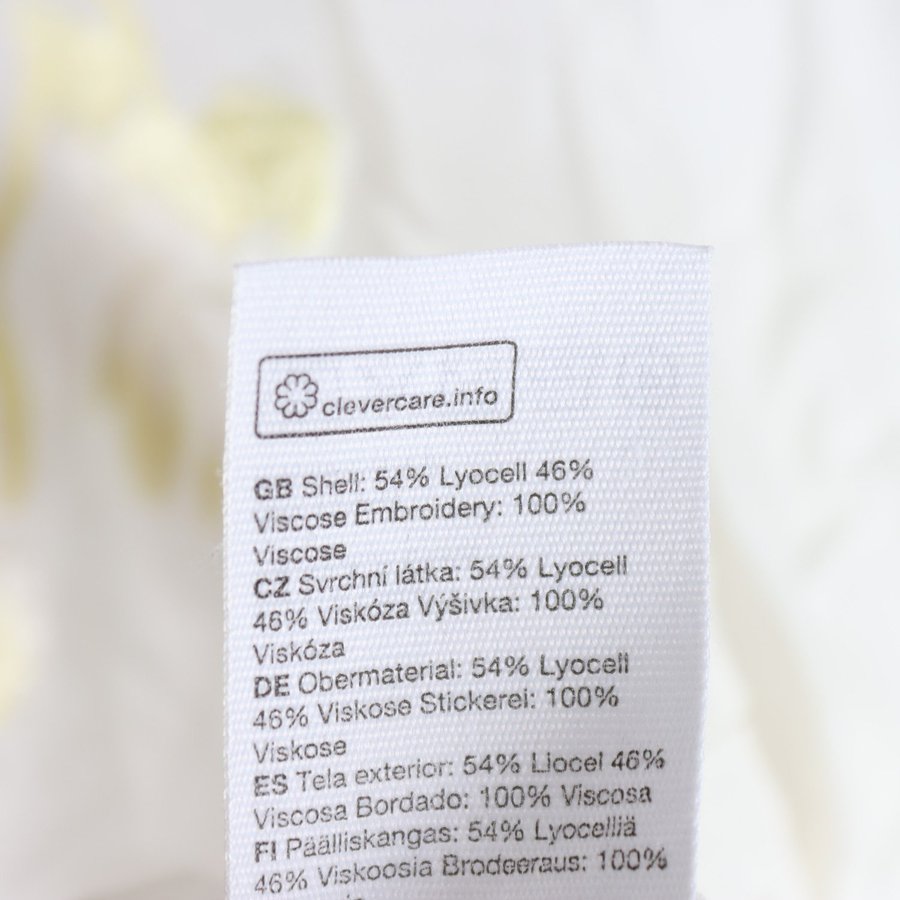 clevercare.info
GB Shell: 54% Lyocell 46%
Viscose Embroidery: 100%
Viscose
CZ Svrchní látka: 54% Lyocell
46% Viskóza Výšivka: 100%
Viskóza
DE Obermaterial: 54% Lyocell
46% Viskose Stickerei: 100%
Viskose
ES Tela exterior: 54% Liocel 46%
Viscosa Bordado: 100% Viscosa
FI Päälliskangas: 54% Lyocelliä
46% Viskoosia Brodeeraus: 100%